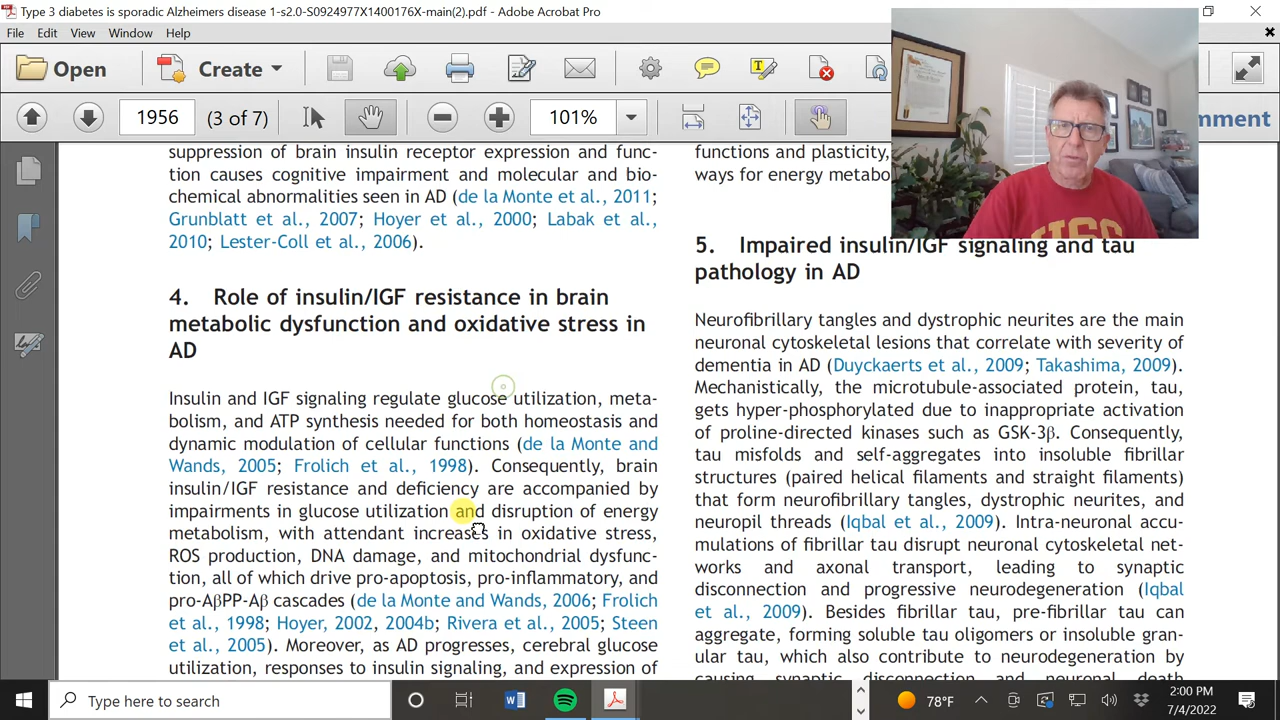 Type 3 diabetes is sporadic Alzheimers disease 1-s2.0-S0924977X1400176X-main(2).pdf - Adobe Acrobat Pro
File Edit View Window Help
Open Create
1956 (3 of 7) 101% mment
suppression of brain insulin receptor expression and func-
tion causes cognitive impairment and molecular and bio-
chemical abnormalities seen in AD (de la Monte et al., 2011;
Grunblatt et al., 2007; Hoyer et al., 2000; Labak et al.,
2010; Lester-Coll et al., 2006).
4. Role of insulin/IGF resistance in brain
metabolic dysfunction and oxidative stress in
AD
Insulin and IGF signaling regulate glucose utilization, meta-
bolism, and ATP synthesis needed for both homeostasis and
dynamic modulation of cellular functions (de la Monte and
Wands, 2005; Frolich et al., 1998). Consequently, brain
insulin/IGF resistance and deficiency are accompanied by
impairments in glucose utilization and disruption of energy
metabolism, with attendant increases in oxidative stress,
ROS production, DNA damage, and mitochondrial dysfunc-
tion, all of which drive pro-apoptosis, pro-inflammatory, and
pro-AβPP-Aβ cascades (de la Monte and Wands, 2006; Frolich
et al., 1998; Hoyer, 2002, 2004b; Rivera et al., 2005; Steen
et al., 2005). Moreover, as AD progresses, cerebral glucose
utilization, responses to insulin signaling, and expression of
functions and plasticity,
ways for energy metabo
5. Impaired insulin/IGF signaling and tau
pathology in AD
Neurofibrillary tangles and dystrophic neurites are the main
neuronal cytoskeletal lesions that correlate with severity of
dementia in AD (Duyckaerts et al., 2009; Takashima, 2009).
Mechanistically, the microtubule-associated protein, tau,
gets hyper-phosphorylated due to inappropriate activation
of proline-directed kinases such as GSK-3β. Consequently,
tau misfolds and self-aggregates into insoluble fibrillar
structures (paired helical filaments and straight filaments)
that form neurofibrillary tangles, dystrophic neurites, and
neuropil threads (Iqbal et al., 2009). Intra-neuronal accu-
mulations of fibrillar tau disrupt neuronal cytoskeletal net-
works and axonal transport, leading to synaptic
disconnection and progressive neurodegeneration (Iqbal
et al., 2009). Besides fibrillar tau, pre-fibrillar tau can
aggregate, forming soluble tau oligomers or insoluble gran-
ular tau, which also contribute to neurodegeneration by
causing synaptic disconnection and neuronal death
USC
Type here to search
78°F
2:00 PM
7/4/2022